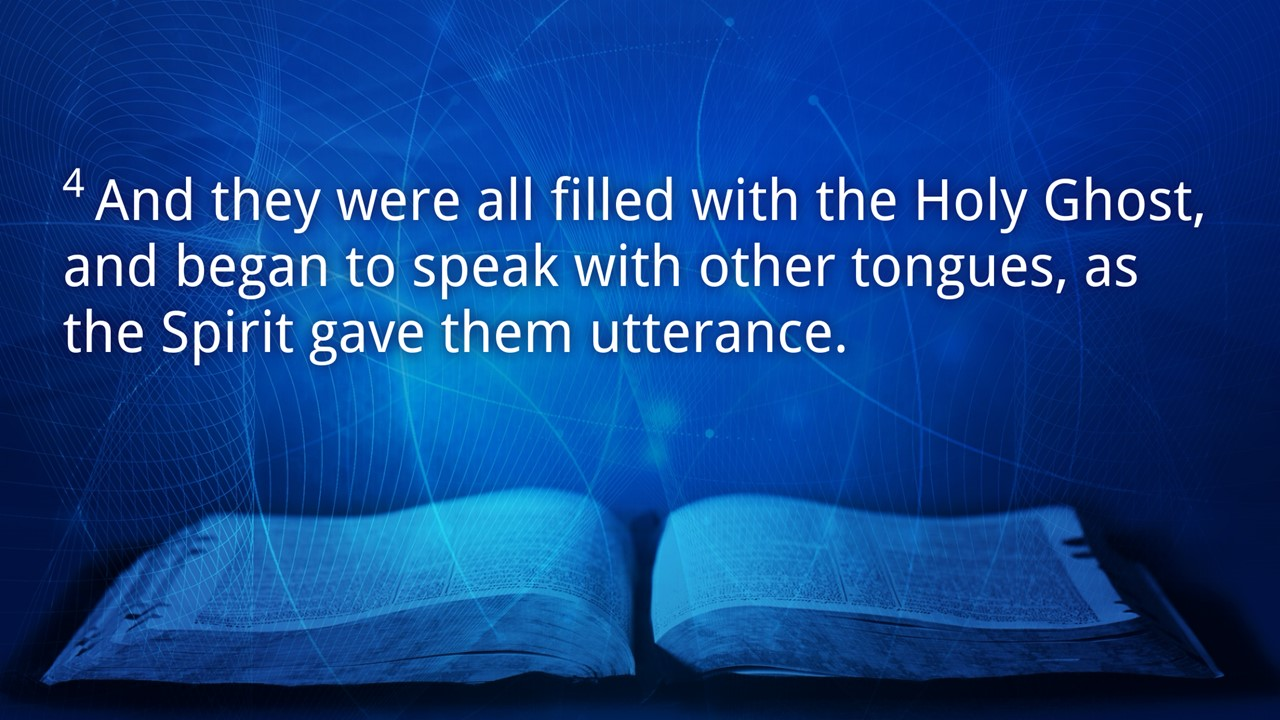 4 And they were all filled with the Holy Ghost,
and began to speak with other tongues, as
the Spirit gave them utterance.